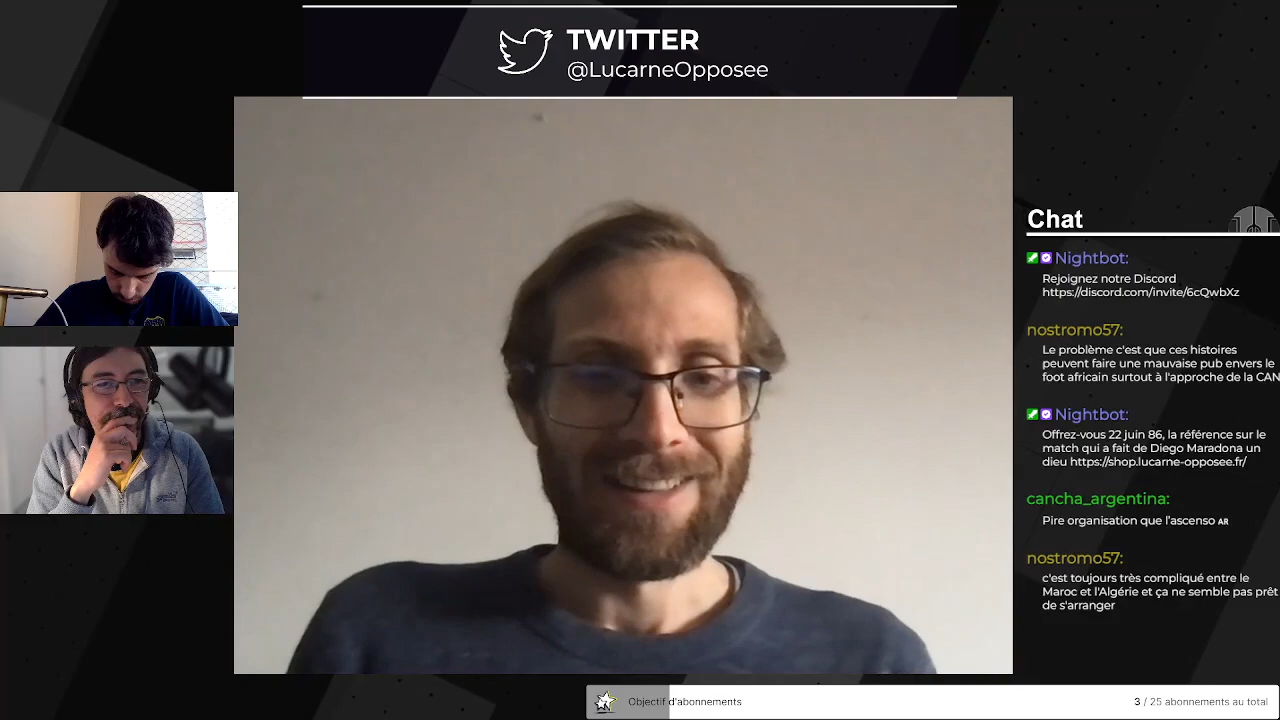 TWITTER
@LucarneOpposee
Chat
Nightbot:
Rejoignez notre Discord
https://discord.com/invite/6cQwbXz
nostromo57:
Le problème c'est que ces histoires
peuvent faire une mauvaise pub envers le
foot africain surtout à l'approche de la CAN
Nightbot:
Offrez-vous 22 juin 86, la référence sur le
match qui a fait de Diego Maradona un
dieu https://shop.lucarne-opposee.fr/
cancha_argentina:
Pire organisation que l'ascenso AR
nostromo57:
c'est toujours très compliqué entre le
Maroc et l'Algérie et ça ne semble pas prêt
de s'arranger
Objectif d'abonnements
3 / 25 abonnements au total